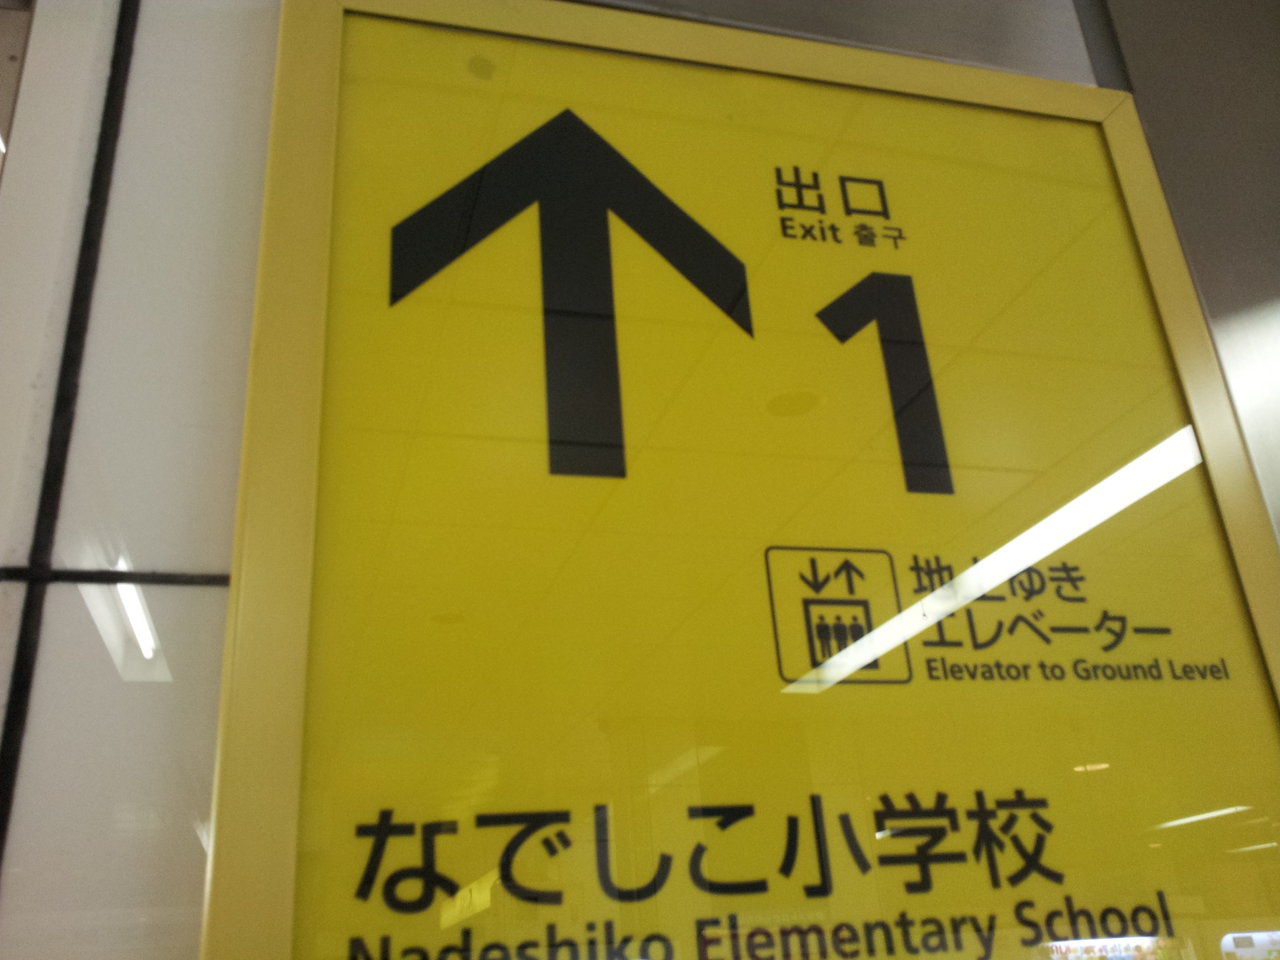 出口
Exit 출구
1
地上ゆき
エレベーター
Elevator to Ground Level
なでしこ小学校
Nadeshiko Elementary School